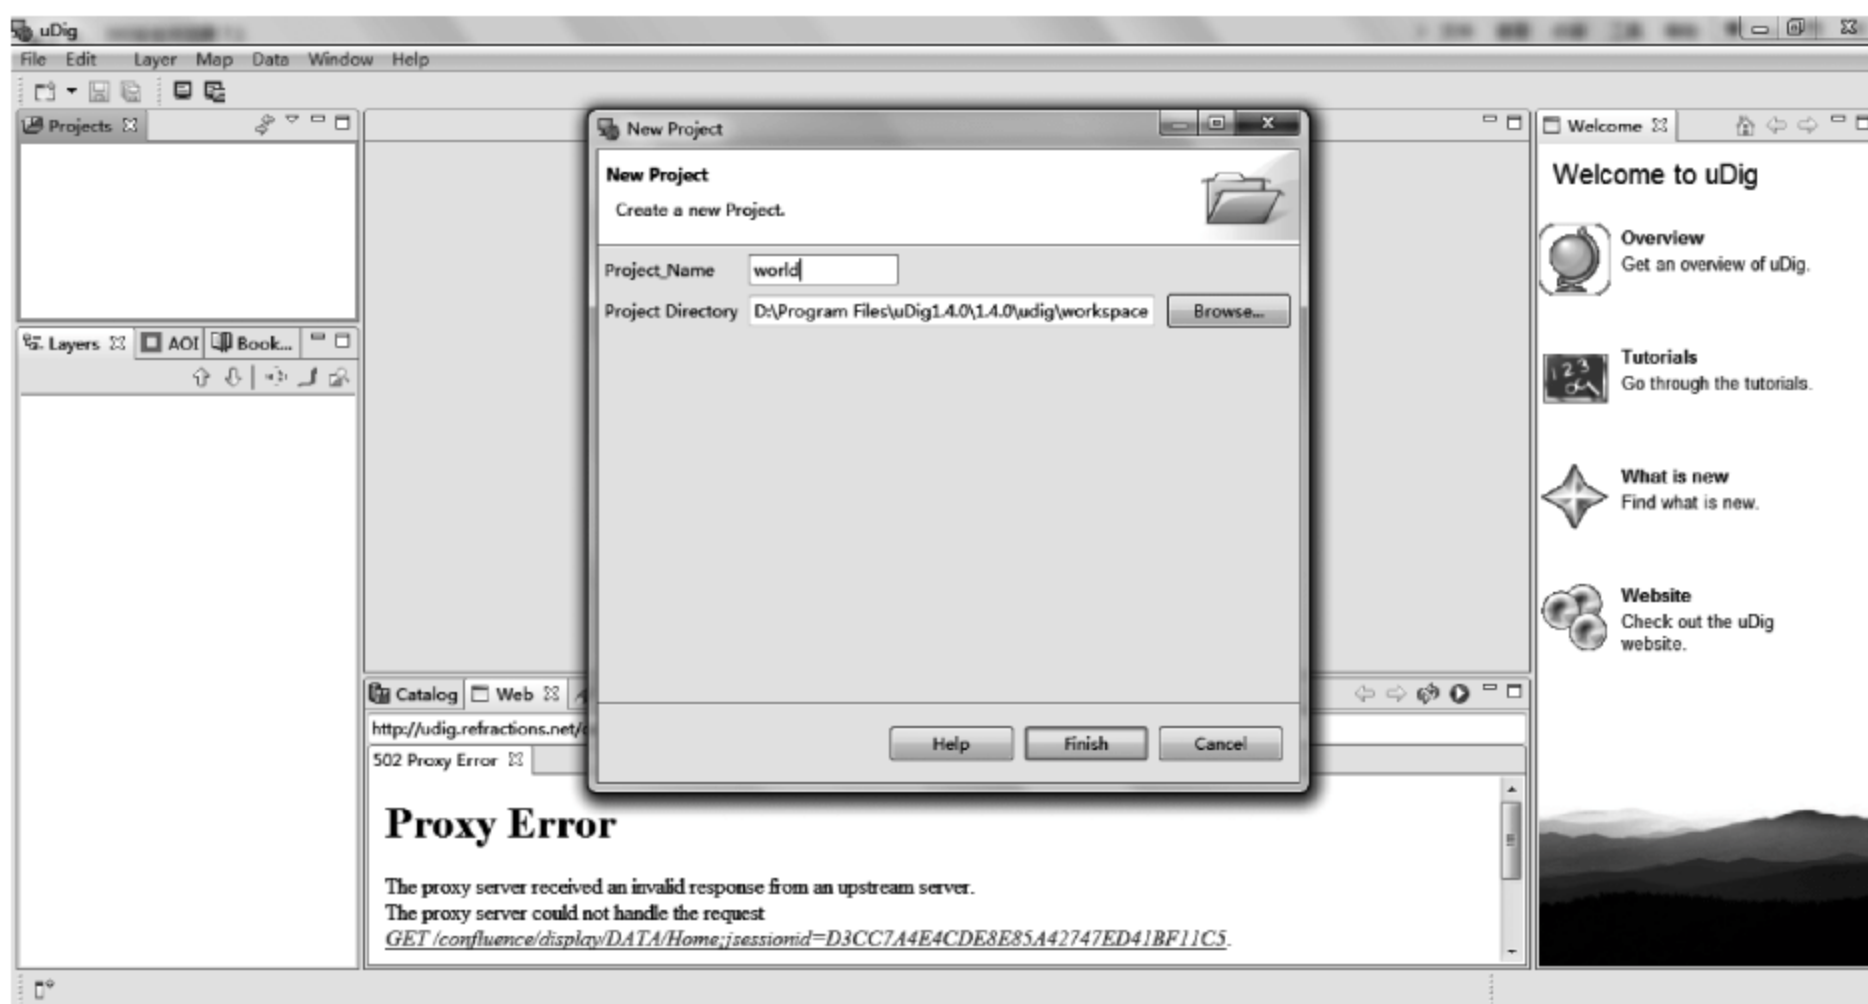 uDig
File Edit Layer Map Data Window Help
Projects
New Project
Welcome
New Project
Create a new Project.
Welcome to uDig
Overview
Get an overview of uDig.
Project_Name world
Project Directory D:\Program Files\uDig1.4.0\1.4.0\udig\workspace Browse...
Layers AOI Book...
Tutorials
Go through the tutorials.
What is new
Find what is new.
Website
Check out the uDig
website.
Catalog Web
http://udig.refractions.net/
Help Finish Cancel
502 Proxy Error
Proxy Error
The proxy server received an invalid response from an upstream server.
The proxy server could not handle the request
GET /confluence/display/DATA/Home;jsessionid=D3CC7A4E4CDE8E85A42747ED41BF11C5.